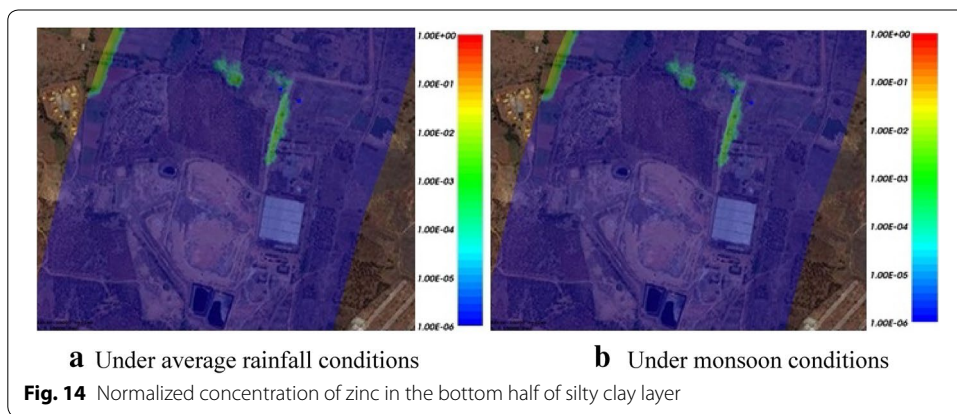 1.00E+00
1.00E-01
1.00E-02
1.00E-03
1.00E-04
1.00E-05
1.00E-06
1.00E+00
1.00E-01
1.00E-02
1.00E-03
1.00E-04
1.00E-05
1.00E-06
a Under average rainfall conditions
b Under monsoon conditions
Fig. 14 Normalized concentration of zinc in the bottom half of silty clay layer